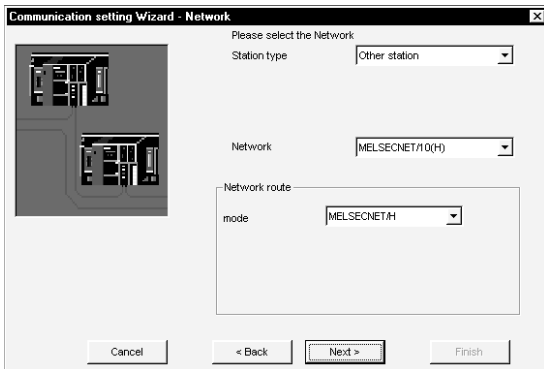 Communication setting Wizard - Network
Please select the Network
Station type
Other station
Network
MELSECNET/10(H)
Network route
mode
MELSECNET/H
Cancel
< Back
Next >
Finish